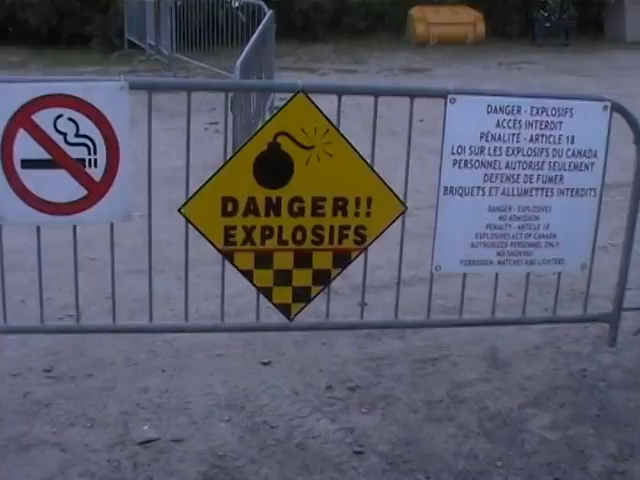 DANGER!!
EXPLOSIFS
DANGER - EXPLOSIFS
ACCÈS INTERDIT
PÉNALITÉ - ARTICLE 18
LOI SUR LES EXPLOSIFS DU CANADA
PERSONNEL AUTORISÉ SEULEMENT
DÉFENSE DE FUMER
BRIQUETS ET ALLUMETTES INTERDITS
DANGER - EXPLOSIVES
NO ADMISSION
PENALTY - ARTICLE 18
EXPLOSIVES ACT OF CANADA
AUTHORIZED PERSONNEL ONLY
NO SMOKING
FORBIDDEN: MATCHES AND LIGHTERS